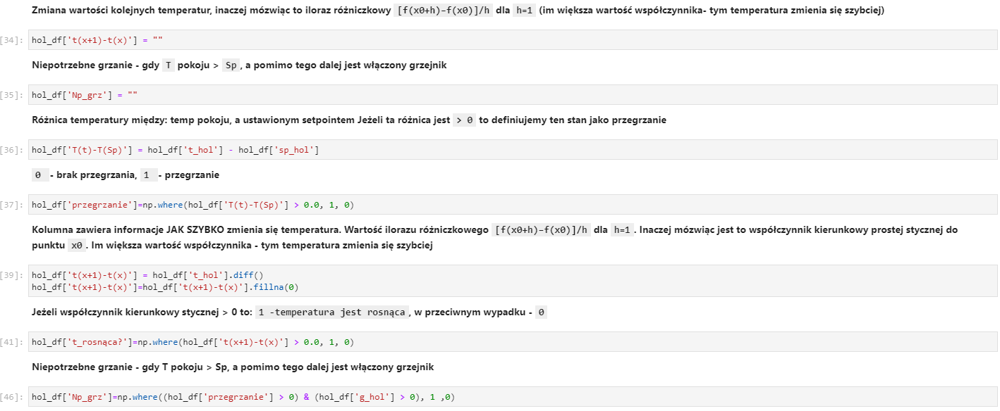 Zmiana wartości kolejnych temperatur, inaczej mózwiąc to iloraz różniczkowy [f(x0+h)-f(x0)]/h dla h=1 (im większa wartość współczynnika- tym temperatura zmienia się szybciej)
[34]: hol_df['t(x+1)-t(x)'] = ""
Niepotrzebne grzanie - gdy T pokoju > Sp, a pomimo tego dalej jest włączony grzejnik
[35]: hol_df['Np_grz'] = ""
Różnica temperatury między: temp pokoju, a ustawionym setpointem Jeżeli ta różnica jest > 0 to definiujemy ten stan jako przegrzanie
[36]: hol_df['T(t)-T(Sp)'] = hol_df['t_hol'] - hol_df['sp_hol']
0 - brak przegrzania, 1 - przegrzanie
[37]: hol_df['przegrzanie']=np.where(hol_df['T(t)-T(Sp)'] > 0.0, 1, 0)
Kolumna zawiera informacje JAK SZYBKO zmienia się temperatura. Wartość ilorazu różniczkowego [f(x0+h)-f(x0)]/h dla h=1. Inaczej mózwiąc jest to współczynnik kierunkowy prostej stycznej do
punktu x0. Im większa wartość współczynnika - tym temperatura zmienia się szybciej
[39]: hol_df['t(x+1)-t(x)'] = hol_df['t_hol'].diff()
hol_df['t(x+1)-t(x)']=hol_df['t(x+1)-t(x)'].fillna(0)
Jeżeli współczynnik kierunkowy stycznej > 0 to: 1 -temperatura jest rosnąca, w przeciwnym wypadku - 0
[41]: hol_df['t_rosnąca?']=np.where(hol_df['t(x+1)-t(x)'] > 0.0, 1, 0)
Niepotrzebne grzanie - gdy T pokoju > Sp, a pomimo tego dalej jest włączony grzejnik
[46]: hol_df['Np_grz']=np.where((hol_df['przegrzanie'] > 0) & (hol_df['g_hol'] > 0), 1 ,0)